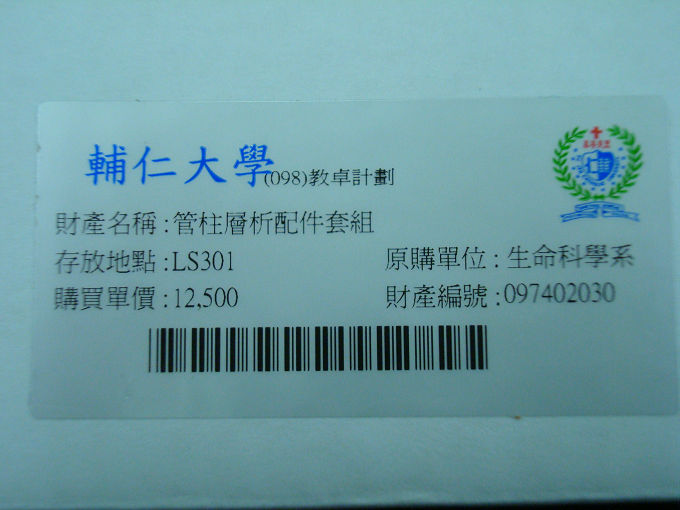 輔仁大學(098)教卓計劃
財產名稱:管柱層析配件套組
存放地點:LS301 原購單位:生命科學系
購買單價:12,500 財產編號:097402030